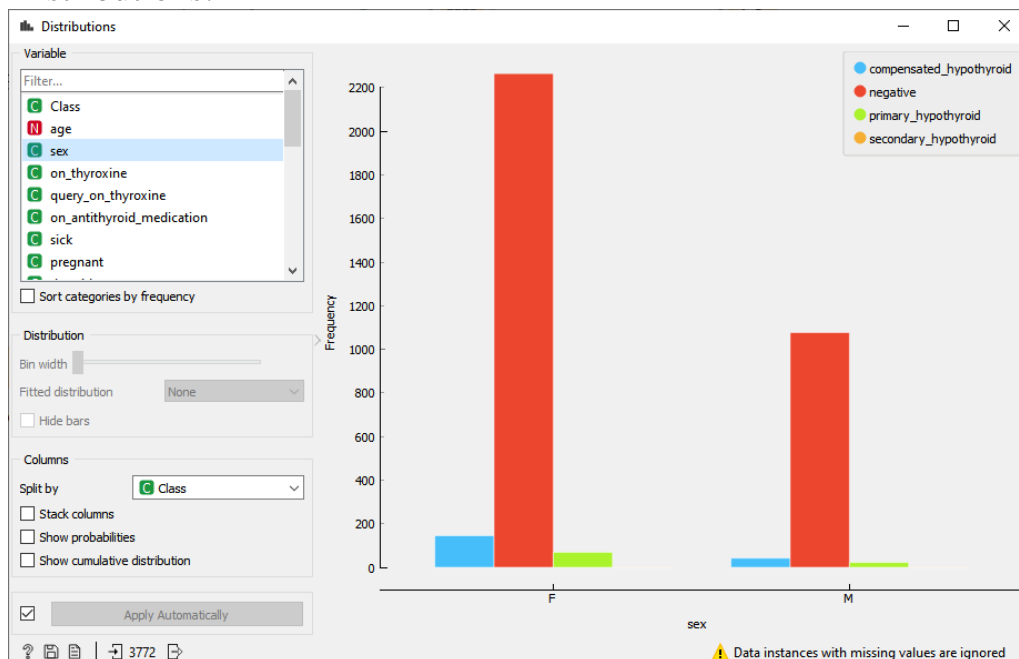 Distributions
Variable
Filter...
C Class
N age
C sex
C on_thyroxine
C query_on_thyroxine
C on_antithyroid_medication
C sick
C pregnant
Sort categories by frequency
Distribution
Bin width
Fitted distribution None
Hide bars
Columns
Split by C Class
Stack columns
Show probabilities
Show cumulative distribution
Apply Automatically
? 3772
compensated_hypothyroid
negative
primary_hypothyroid
secondary_hypothyroid
Frequency
2200
2000
1800
1600
1400
1200
1000
800
600
400
200
0
F M
sex
Data instances with missing values are ignored